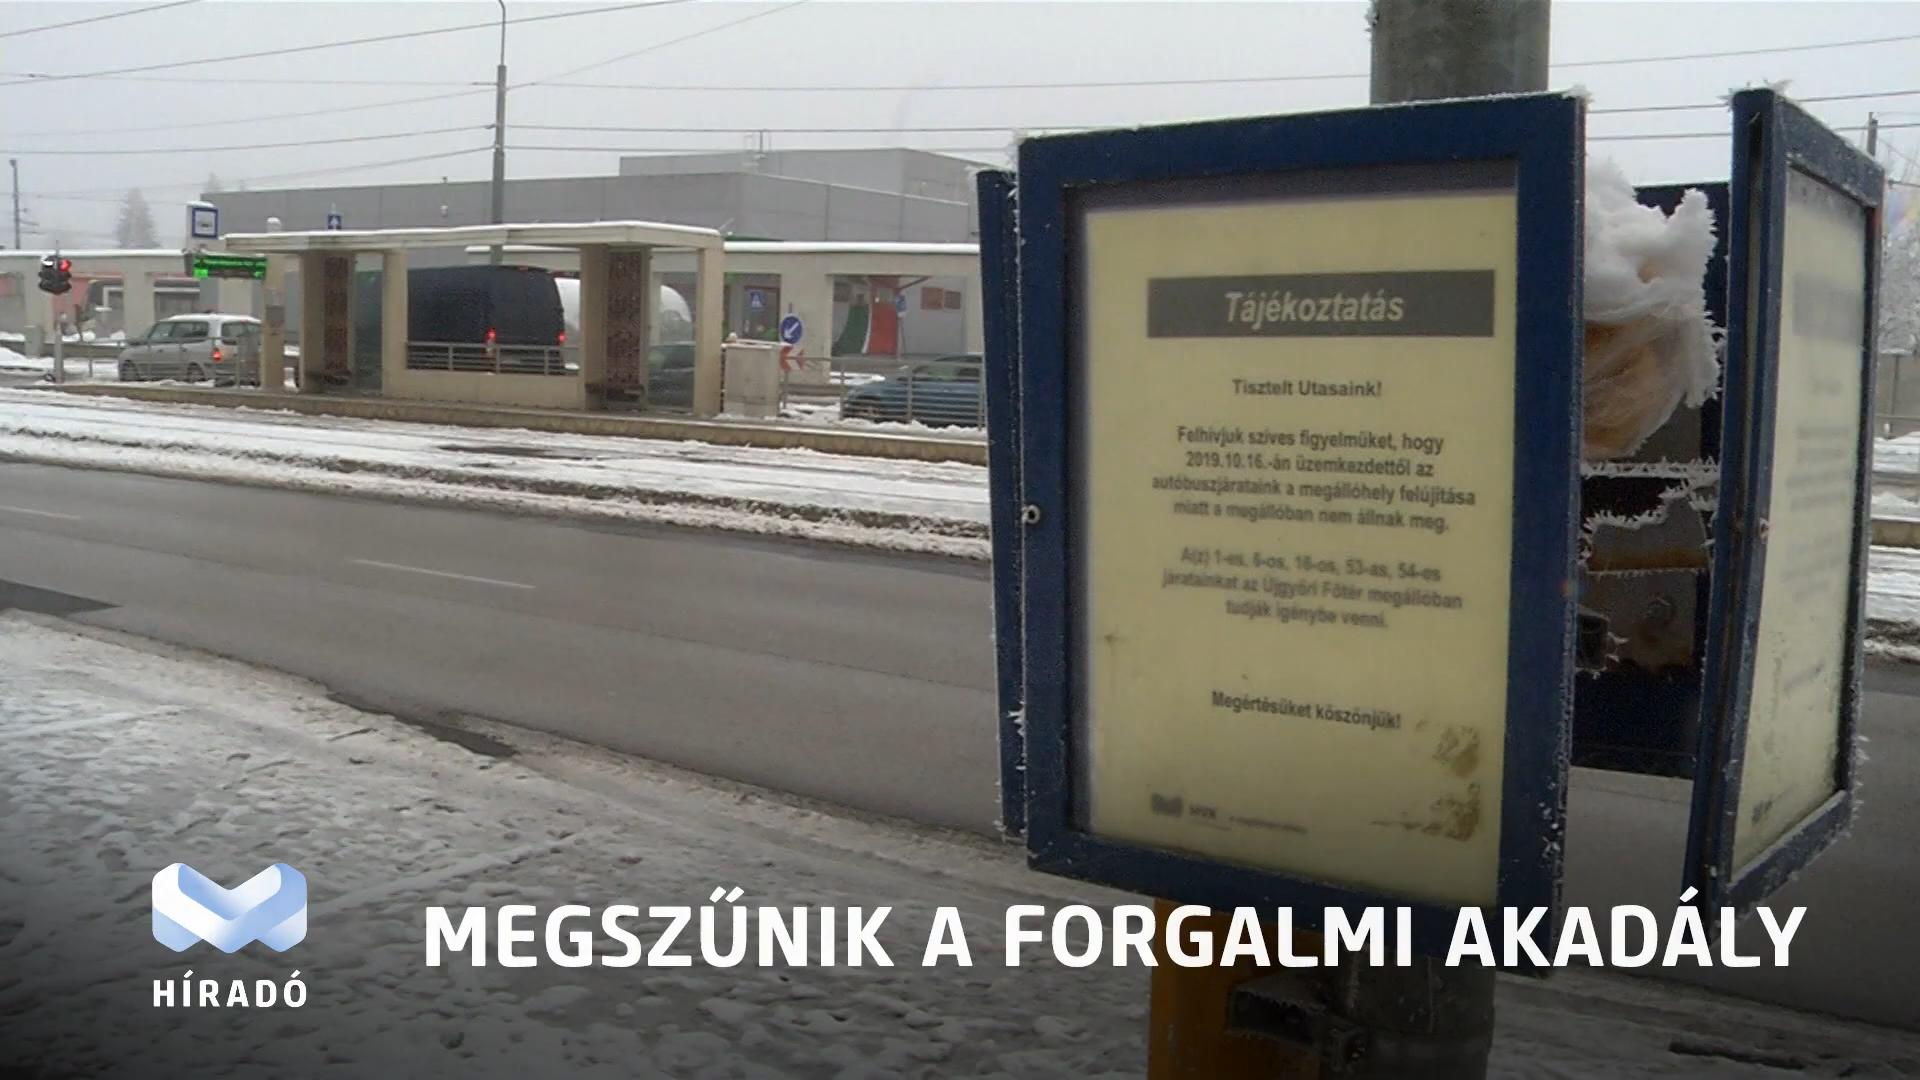 Tájékoztatás
Tisztelt Utasaink!
Felhívjuk szíves figyelmüket, hogy
2019.10.16.-án üzemkezdettől az
autóbuszjárataink a megállóhely felújítása
miatt a megállóban nem állnak meg.
A(z) 1-es, 6-os, 16-os, 53-as, 54-es
járatainkat az Újgyőri Főtér megállóban
tudják igénybe venni.
Megértésüket köszönjük!
MVK
HÍRADÓ
MEGSZŰNIK A FORGALMI AKADÁLY